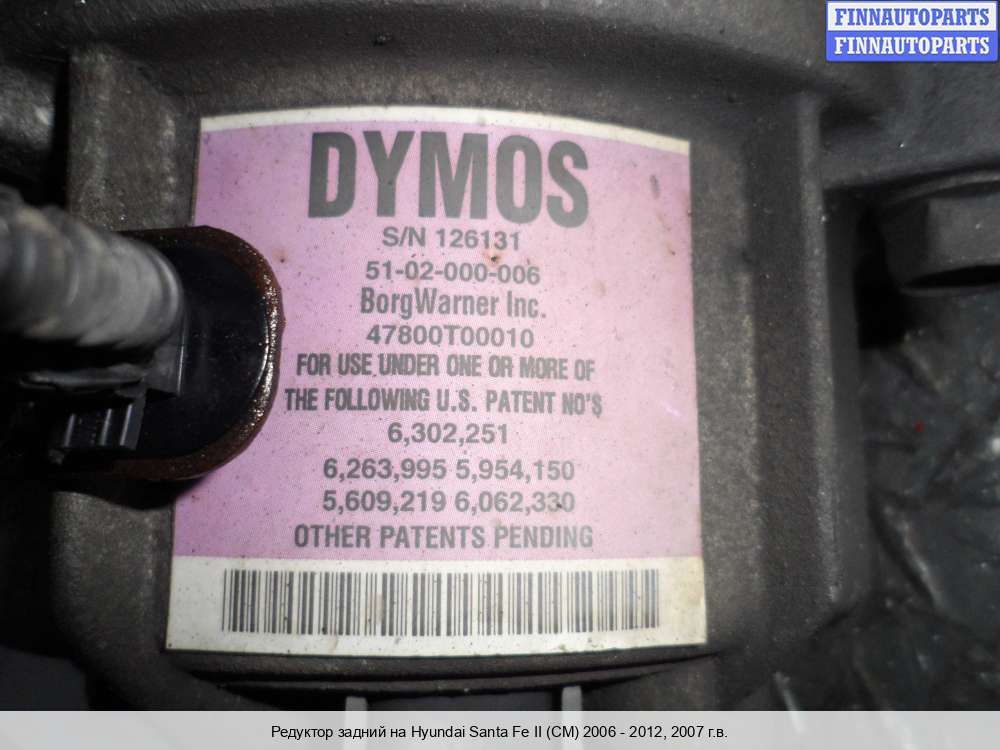 FINNAUTOPARTS
FINNAUTOPARTS
DYMOS
S/N 126131
51-02-000-006
BorgWarner Inc.
47800T00010
FOR USE UNDER ONE OR MORE OF
THE FOLLOWING U.S. PATENT NO'S
6,302,251
6,263,995 5,954,150
5,609,219 6,062,330
OTHER PATENTS PENDING
Редуктор задний на Hyundai Santa Fe II (CM) 2006 - 2012, 2007 г.в.